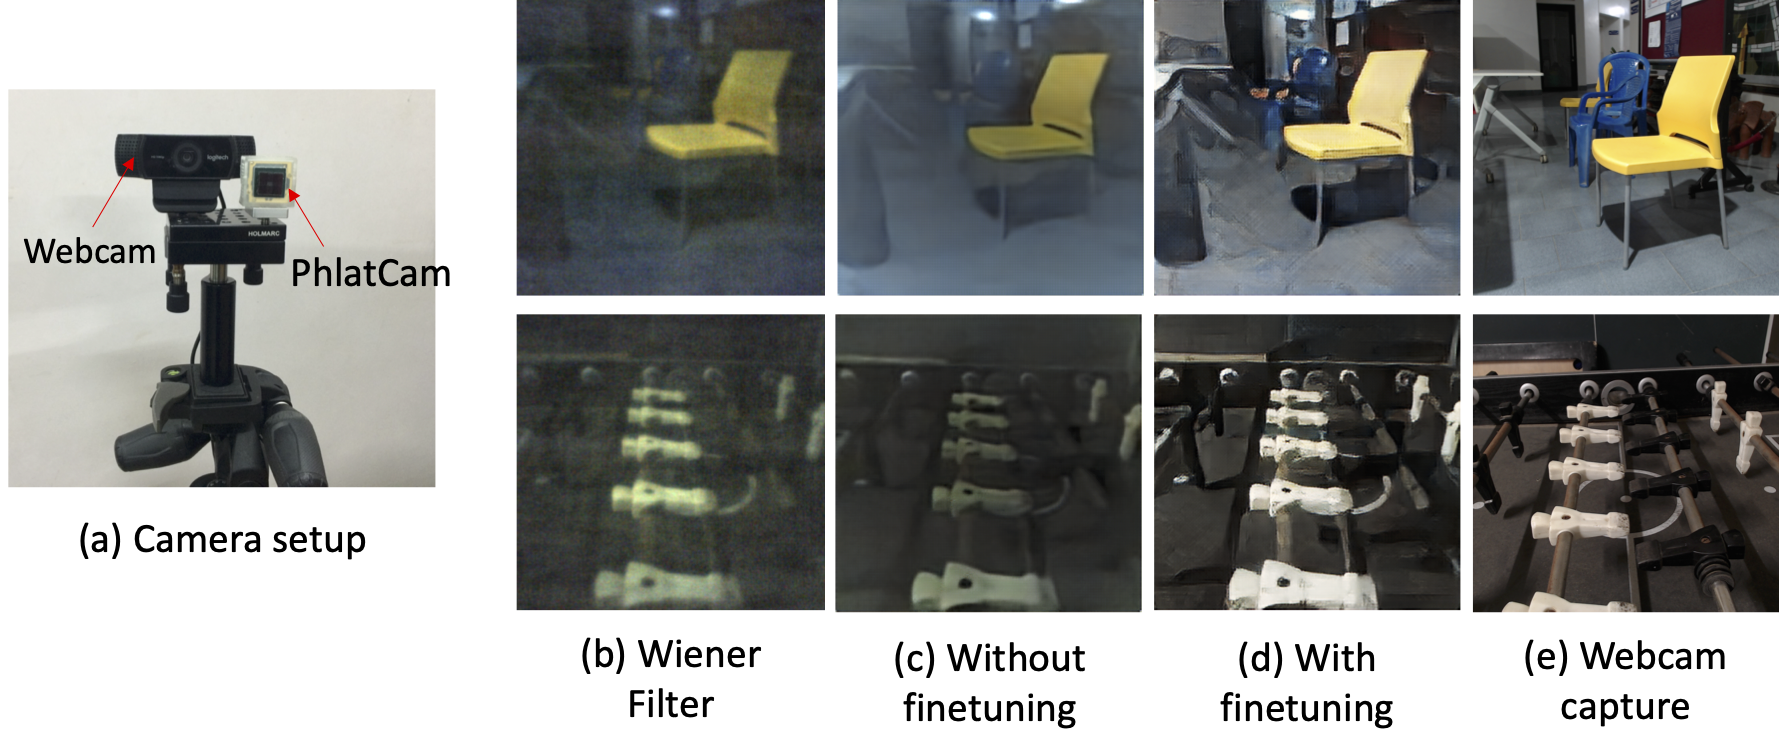 logitech
HOLMARC
Webcam
PhlatCam
(a) Camera setup
(b) Wiener
Filter
(c) Without
finetuning
(d) With
finetuning
(e) Webcam
capture